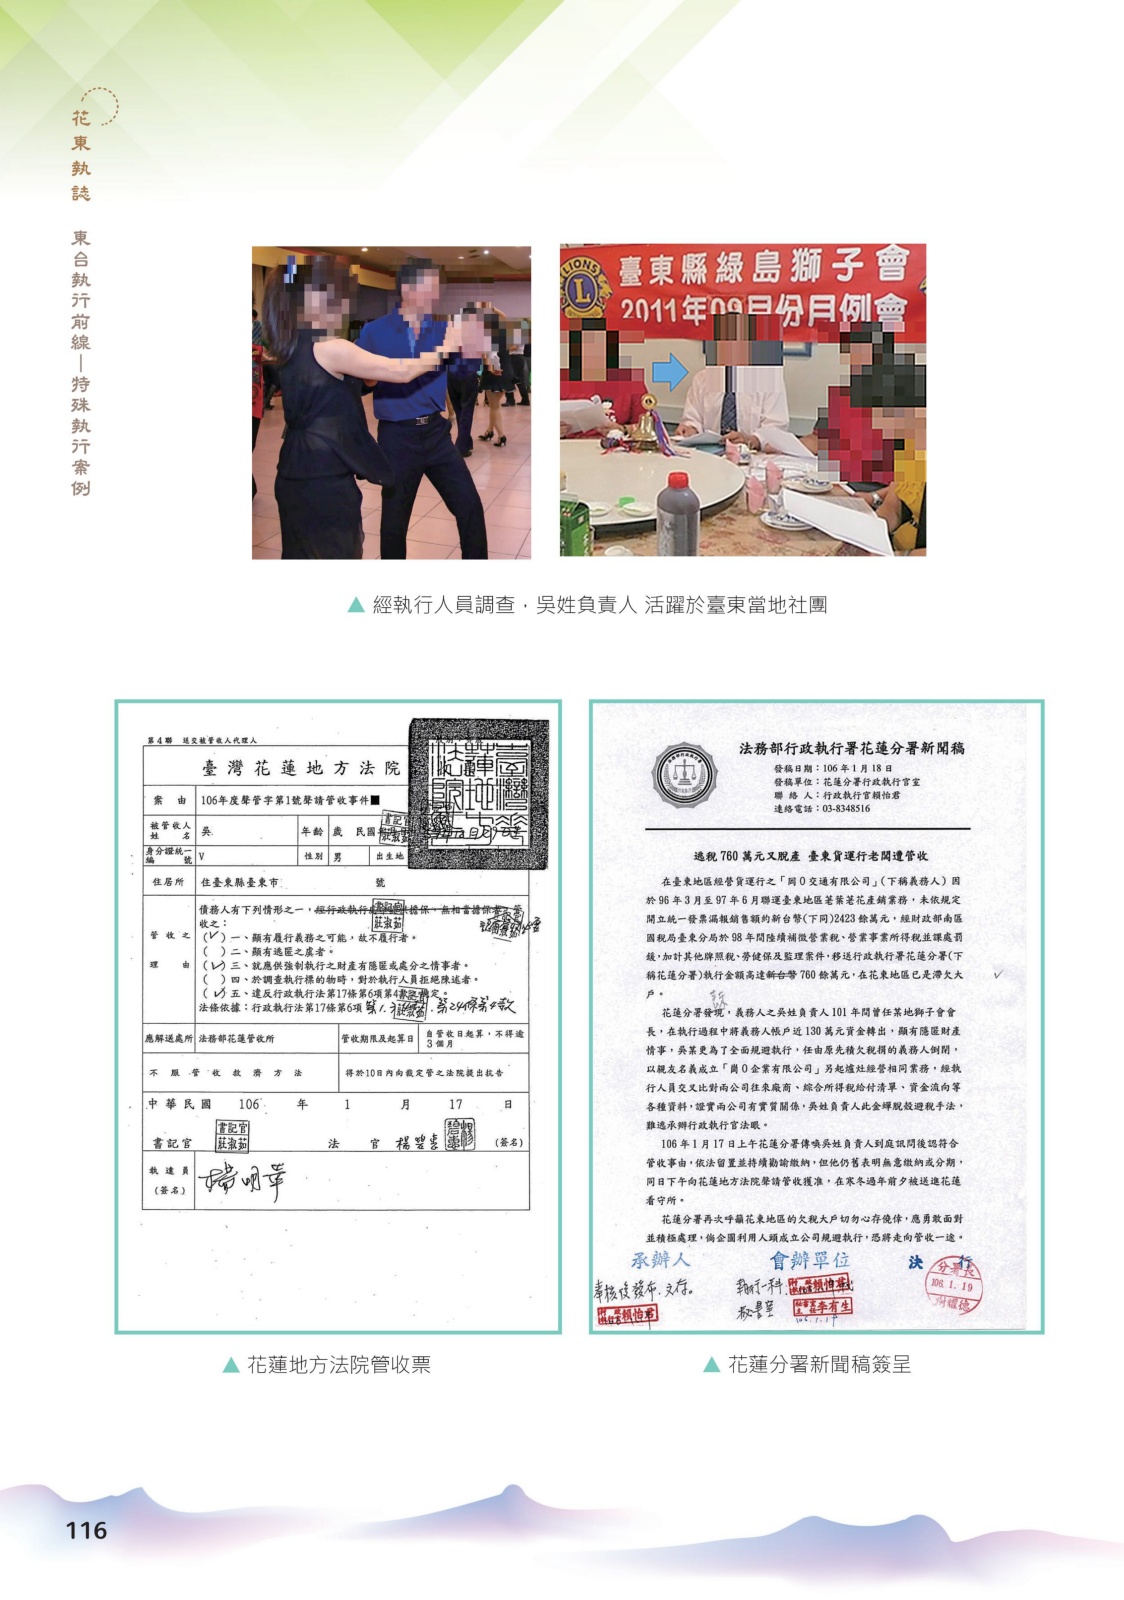 花東執誌 東台執行前線—特殊執行案例
LIONS
L
臺東縣綠島獅子會
2011年09月份月例會
▲ 經執行人員調查，吳姓負責人 活躍於臺東當地社團
第4聯 送交被管收人代理人
臺灣花蓮地方法院
案由 106年度聲管字第1號聲請管收事件
被管收人姓名 吳 年齡 歲 民國
身分證統一編號 V 性別 男 出生地
住居所 住臺東縣臺東市 號
管收之理由
債務人有下列情形之一，經行政執行處命提供擔保，無相當擔保者，管
收之：
(✓) 一、顯有履行義務之可能，故不履行者。
( ) 二、顯有逃匿之虞者。
(✓) 三、就應供強制執行之財產有隱匿或處分之情事者。
( ) 四、於調查執行標的物時，對於執行人員拒絕陳述者。
(✓) 五、違反行政執行法第17條第6項第4款之規定。
法條依據：行政執行法第17條第6項
應解送處所 法務部花蓮管收所 管收期限及起算日 自管收日起算，不得逾3個月
不服管收救濟方法 得於10日內向裁定管之法院提出抗告
中華民國 106 年 1 月 17 日
書記官 書記官莊淑茹 法官 (簽名)
執達員(簽名) 楊明華
法務部行政執行署花蓮分署新聞稿
發稿日期：106年1月18日
發稿單位：花蓮分署行政執行官室
聯絡人：行政執行官賴怡君
連絡電話：03-8348516
逃稅760萬元又脫產 臺東貨運行老闆遭管收
在臺東地區經營貨運行之「岡O交通有限公司」(下稱義務人)因
於96年3月至97年6月聯運臺東地區荖葉荖花產銷業務，未依規定
開立統一發票漏報銷售額約新台幣(下同)2423餘萬元，經財政部南區
國稅局臺東分局於98年間陸續補徵營業稅、營業事業所得稅並課處罰
鍰，加計其他牌照稅、勞健保及監理案件，移送行政執行署花蓮分署(下
稱花蓮分署)執行金額高達新台幣760餘萬元，在花東地區已是滯欠大
戶。
花蓮分署發現，義務人之吳姓負責人101年間曾任某地獅子會會
長，在執行過程中將義務人帳戶近130萬元資金轉出，顯有隱匿財產
情事，吳某更為了全面規避執行，任由原先積欠稅捐的義務人倒閉，
以親友名義成立「崗O企業有限公司」另起爐灶經營相同業務，經執
行人員交叉比對兩公司往來廠商、綜合所得稅給付清單、資金流向等
各種資料，證實兩公司有實質關係，吳姓負責人此金蟬脫殼避稅手法，
難逃承辦行政執行官法眼。
106年1月17日上午花蓮分署傳喚吳姓負責人到庭訊問後認符合
管收事由，依法留置並持續勸諭繳納，但他仍舊表明無意繳納或分期，
同日下午向花蓮地方法院聲請管收獲准，在寒冬過年前夕被送進花蓮
看守所。
花蓮分署再次呼籲花東地區的欠稅大戶切勿心存僥倖，應勇敢面對
並積極處理，倘企圖利用人頭成立公司規避執行，恐將走向管收一途。
承辦人 會辦單位 決行
奉核後發布，文存。 執行一科
賴怡君 李有生
分署長 106.1.19
▲ 花蓮地方法院管收票
▲ 花蓮分署新聞稿簽呈
116